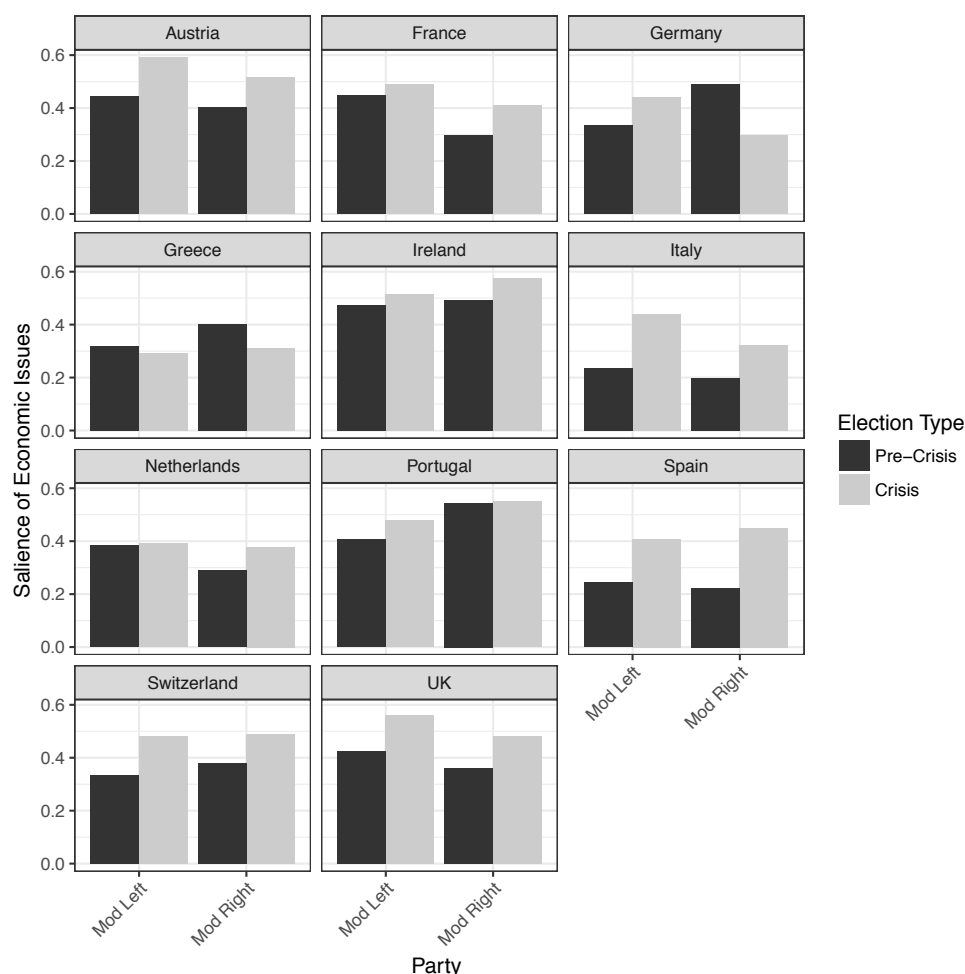 Austria France Germany
0.6
0.4
0.2
0.0
Greece Ireland Italy
0.6
0.4
0.2
0.0
Netherlands Portugal Spain
0.6
0.4
0.2
0.0
Switzerland UK
0.6
0.4
0.2
0.0
Mod Left Mod Right Mod Left Mod Right Mod Left Mod Right
Party
Salience of Economic Issues
Election Type
Pre−Crisis
Crisis